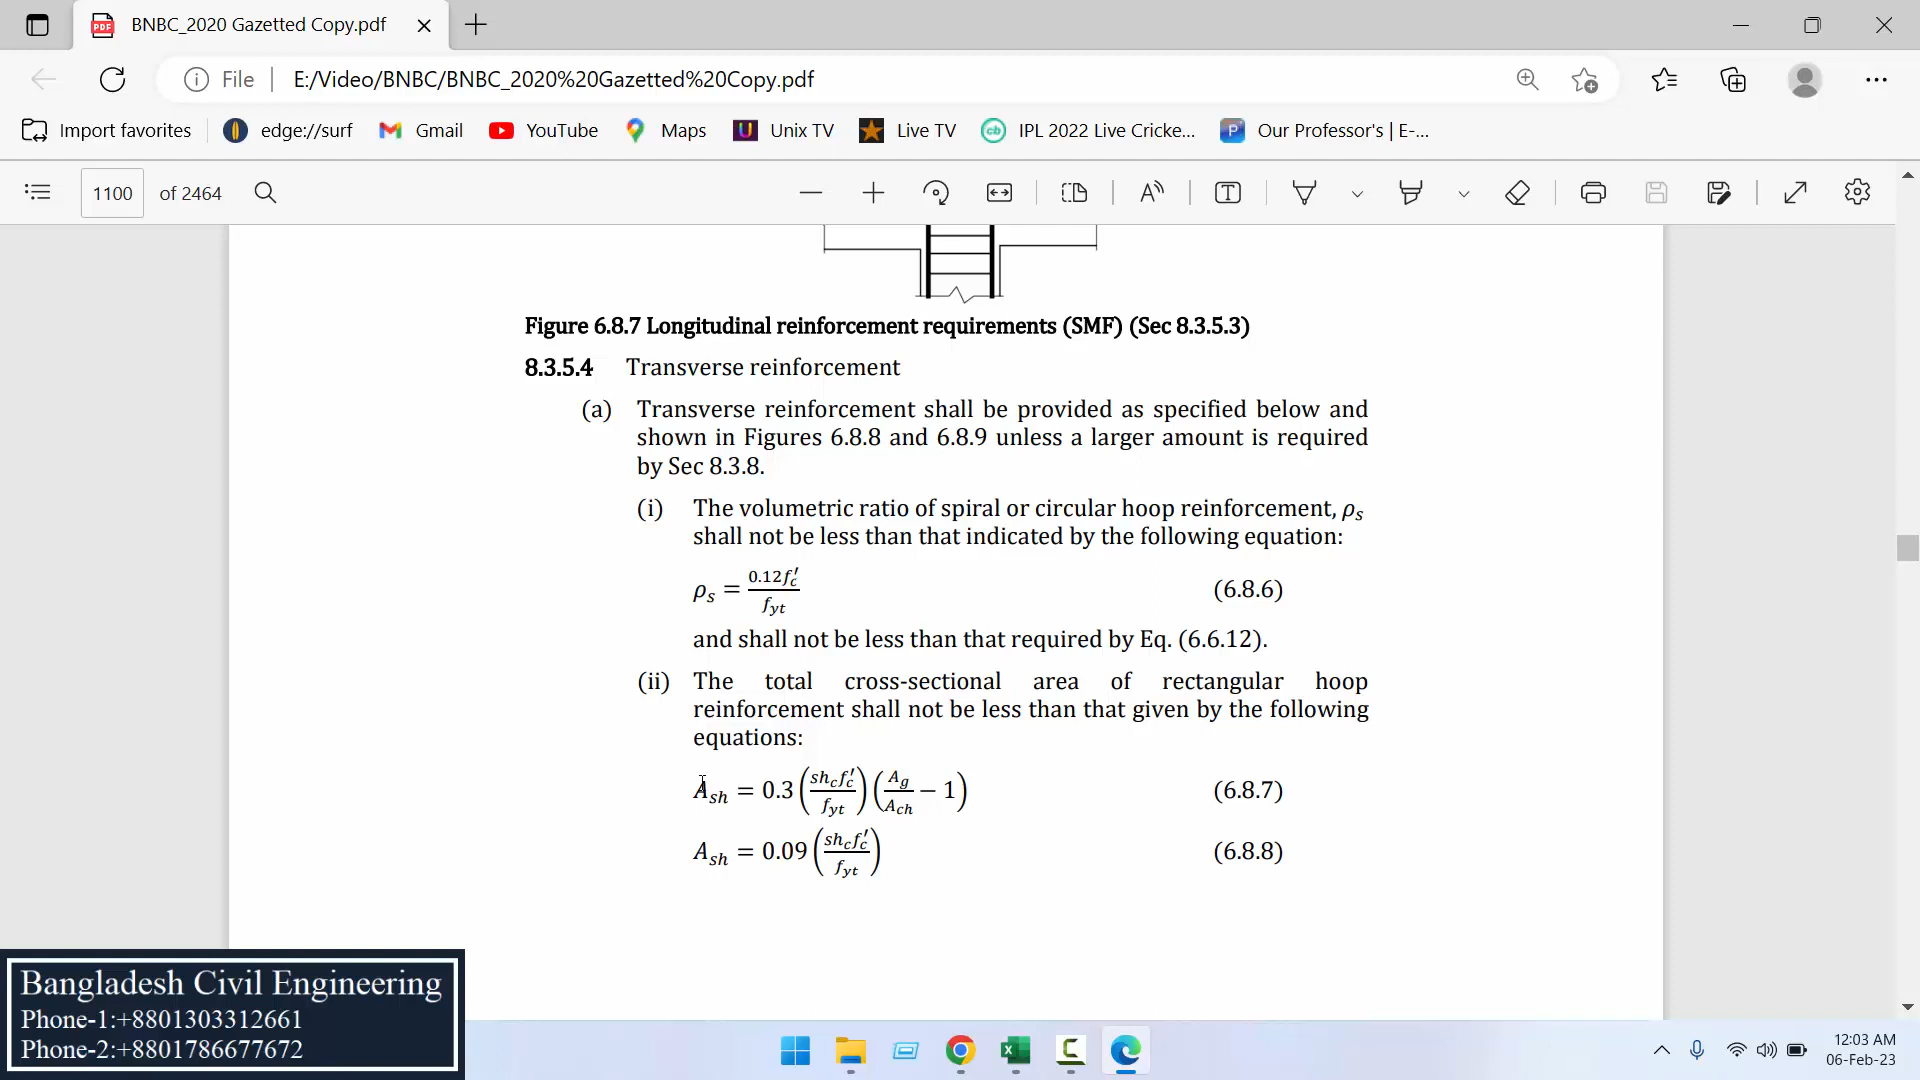 BNBC_2020 Gazetted Copy.pdf
File
E:/Video/BNBC/BNBC_2020%20Gazetted%20Copy.pdf
Import favorites
edge://surf
Gmail
YouTube
Maps
Unix TV
Live TV
IPL 2022 Live Cricke...
Our Professor's | E-...
1100 of 2464
Figure 6.8.7 Longitudinal reinforcement requirements (SMF) (Sec 8.3.5.3)
8.3.5.4 Transverse reinforcement
(a) Transverse reinforcement shall be provided as specified below and
shown in Figures 6.8.8 and 6.8.9 unless a larger amount is required
by Sec 8.3.8.
(i) The volumetric ratio of spiral or circular hoop reinforcement, ρs
shall not be less than that indicated by the following equation:
ρs = 0.12f′c / fyt (6.8.6)
and shall not be less than that required by Eq. (6.6.12).
(ii) The total cross-sectional area of rectangular hoop
reinforcement shall not be less than that given by the following
equations:
Ash = 0.3 (shcf′c / fyt) (Ag / Ach − 1) (6.8.7)
Ash = 0.09 (shcf′c / fyt) (6.8.8)
Bangladesh Civil Engineering
Phone-1:+8801303312661
Phone-2:+8801786677672
12:03 AM
06-Feb-23